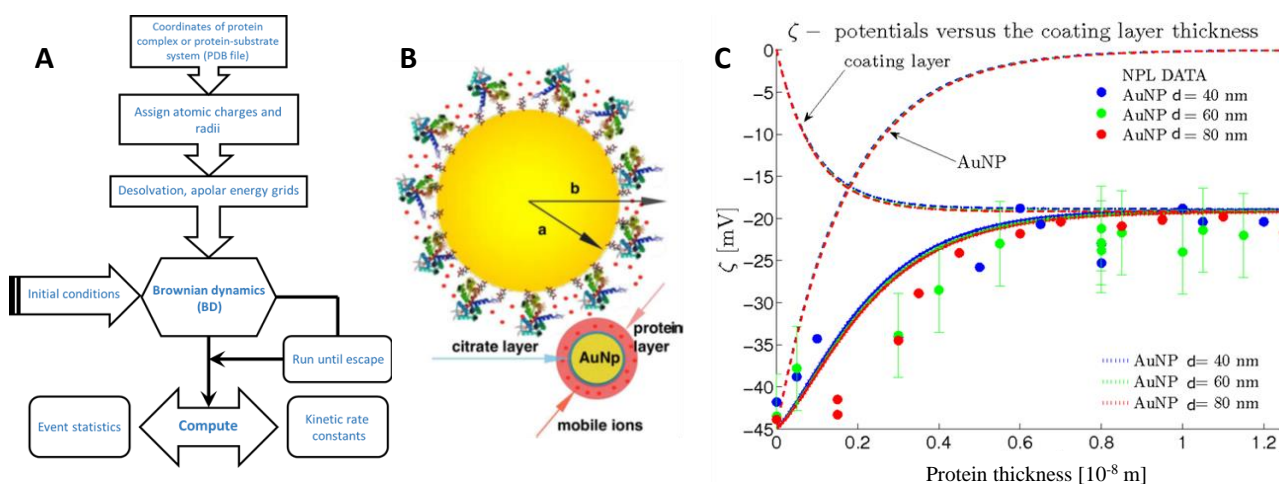 A
Coordinates of protein
complex or protein-substrate
system (PDB file)
Assign atomic charges and
radii
Desolvation, apolar energy grids
Initial conditions
Brownian dynamics
(BD)
Run until escape
Event statistics
Compute
Kinetic rate
constants
B
b
a
citrate layer
protein
layer
AuNp
mobile ions
C
ζ − potentials versus the coating layer thickness
coating layer
AuNP
NPL DATA
AuNP d= 40 nm
AuNP d= 60 nm
AuNP d= 80 nm
AuNP d= 40 nm
AuNP d= 60 nm
AuNP d= 80 nm
ζ [mV]
0
-5
-10
-15
-20
-25
-30
-35
-40
-45
0 0.2 0.4 0.6 0.8 1 1.2
Protein thickness [10⁻⁸ m]